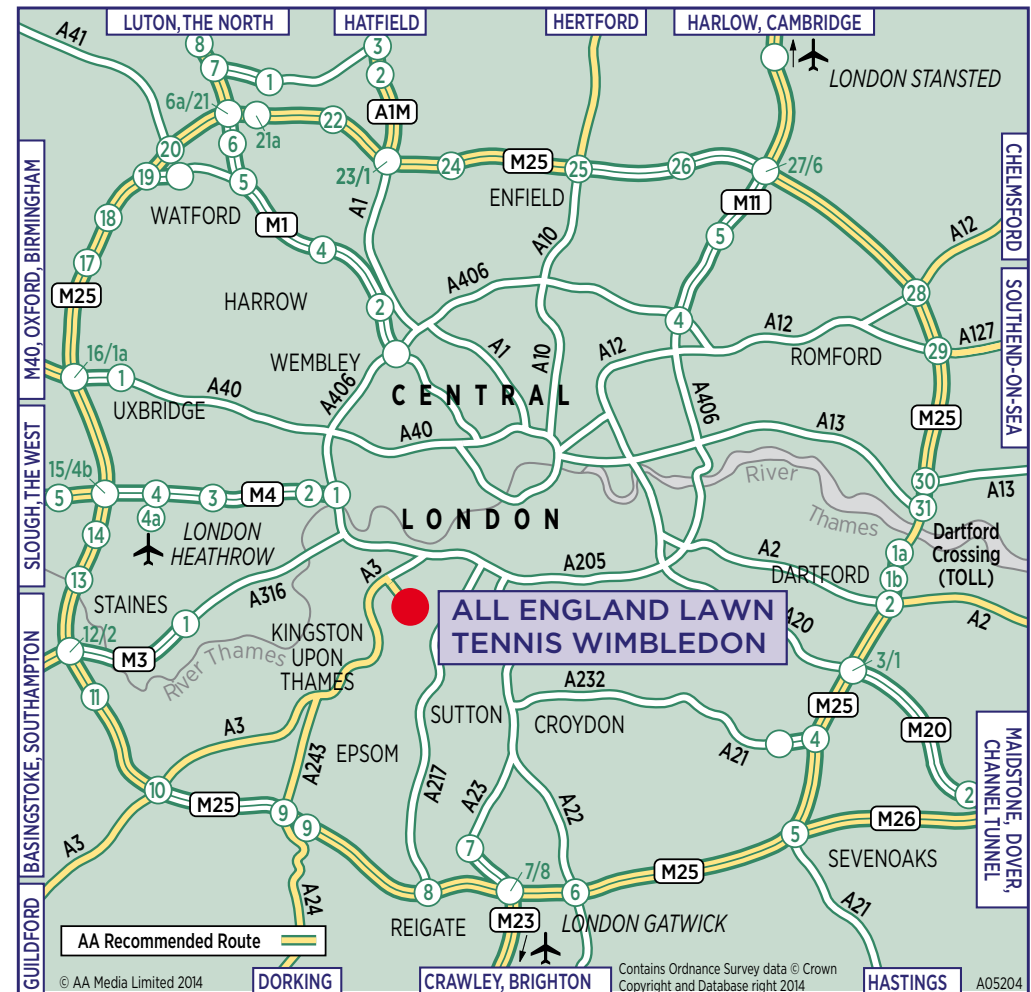 LUTON, THE NORTH
HATFIELD
HERTFORD
HARLOW, CAMBRIDGE
A41
8
7
1
3
2
LONDON STANSTED
6a/21
21a
22
A1M
20
6
23/1
24
M25
25
26
27/6
19
5
ENFIELD
M11
CHELMSFORD
WATFORD
M1
A1
18
4
A10
5
A12
17
M40, OXFORD, BIRMINGHAM
M25
HARROW
2
A406
28
4
A12
A127
SOUTHEND-ON-SEA
WEMBLEY
A1
A10
A12
ROMFORD
29
16/1a
1
A40
A406
CENTRAL
A406
UXBRIDGE
A40
A13
M25
15/4b
5
4
3
M4
2
1
River
30
A13
SLOUGH, THE WEST
4a
LONDON
HEATHROW
LONDON
Thames
31
14
Dartford
Crossing
(TOLL)
1a
13
A3
A205
A2
DARTFORD
1b
STAINES
A316
2
A2
ALL ENGLAND LAWN
TENNIS WIMBLEDON
A20
12/2
1
KINGSTON
UPON
THAMES
M3
River Thames
3/1
11
A232
M25
BASINGSTOKE, SOUTHAMPTON
A3
SUTTON
CROYDON
A21
4
M20
MAIDSTONE, DOVER,
CHANNEL TUNNEL
A243
EPSOM
10
M25
A217
A23
A22
2
9
9
M26
A3
7
5
SEVENOAKS
7/8
M25
8
6
A24
REIGATE
M23
LONDON GATWICK
A21
GUILDFORD
AA Recommended Route
© AA Media Limited 2014
DORKING
CRAWLEY, BRIGHTON
Contains Ordnance Survey data © Crown
Copyright and Database right 2014
HASTINGS
A05204